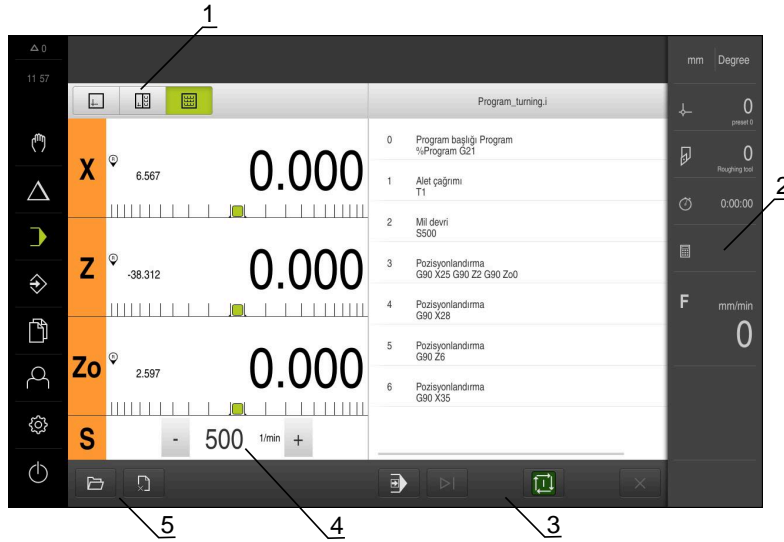 1
0
11 57
mm Degree
Program_turning.i
X
R
6.567
0.000
Z
R
-38.312
0.000
Zo
R
2.597
0.000
S
-
500
1/min
+
0 Program başlığı Program
%Program G21
1 Alet çağrımı
T1
2 Mil devri
S500
3 Pozisyonlandırma
G90 X25 G90 Z2 G90 Zo0
4 Pozisyonlandırma
G90 X28
5 Pozisyonlandırma
G90 Z6
6 Pozisyonlandırma
G90 X35
0
preset 0
0
Roughing tool
0:00:00
2
F mm/min
0
5
4
3